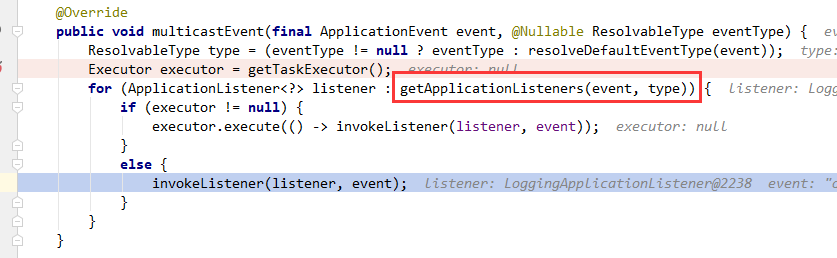 @Override
public void multicastEvent(final ApplicationEvent event, @Nullable ResolvableType eventType) {
ResolvableType type = (eventType != null ? eventType : resolveDefaultEventType(event)); type:
Executor executor = getTaskExecutor(); executor: null
for (ApplicationListener<?> listener : getApplicationListeners(event, type)) { listener: Logg
if (executor != null) {
executor.execute(() -> invokeListener(listener, event)); executor: null
}
else {
invokeListener(listener, event); listener: LoggingApplicationListener@2238 event: "o
}
}
}